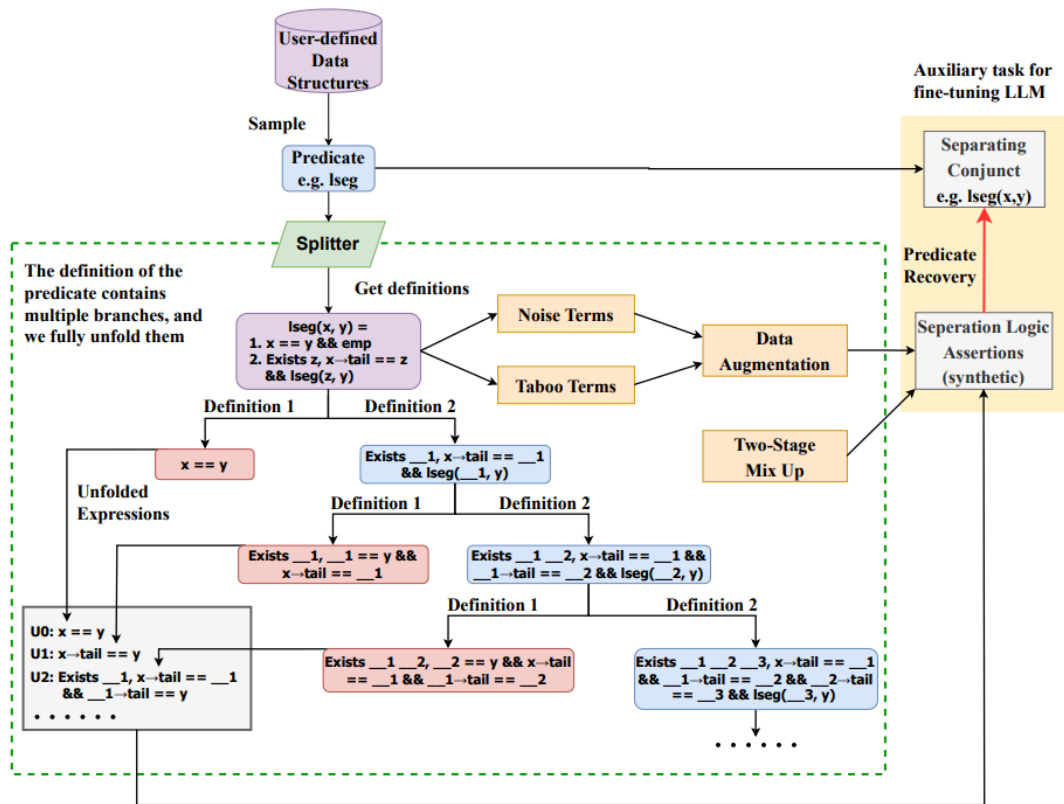 User-defined
Data
Structures
Auxiliary task for
fine-tuning LLM
Sample
Predicate
e.g. lseg
Separating
Conjunct
e.g. lseg(x,y)
Splitter
Predicate
Recovery
The definition of the
predicate contains
multiple branches, and
we fully unfold them
Get definitions
lseg(x, y) =
1. x == y && emp
2. Exists z, x→tail == z
&& lseg(z, y)
Noise Terms
Taboo Terms
Data
Augmentation
Seperation Logic
Assertions
(synthetic)
Definition 1
Definition 2
x == y
Exists __1, x→tail == __1
&& lseg(__1, y)
Two-Stage
Mix Up
Unfolded
Expressions
Definition 1
Definition 2
Exists __1, __1 == y &&
x→tail == __1
Exists __1 __2, x→tail == __1 &&
__1→tail == __2 && lseg(__2, y)
Definition 1
Definition 2
U0: x == y
U1: x→tail == y
U2: Exists __1, x→tail == __1
&& __1→tail == y
......
Exists __1 __2, __2 == y && x→tail
== __1 && __1→tail == __2
Exists __1 __2 __3, x→tail == __1
&& __1→tail == __2 && __2→tail
== __3 && lseg(__3, y)
......